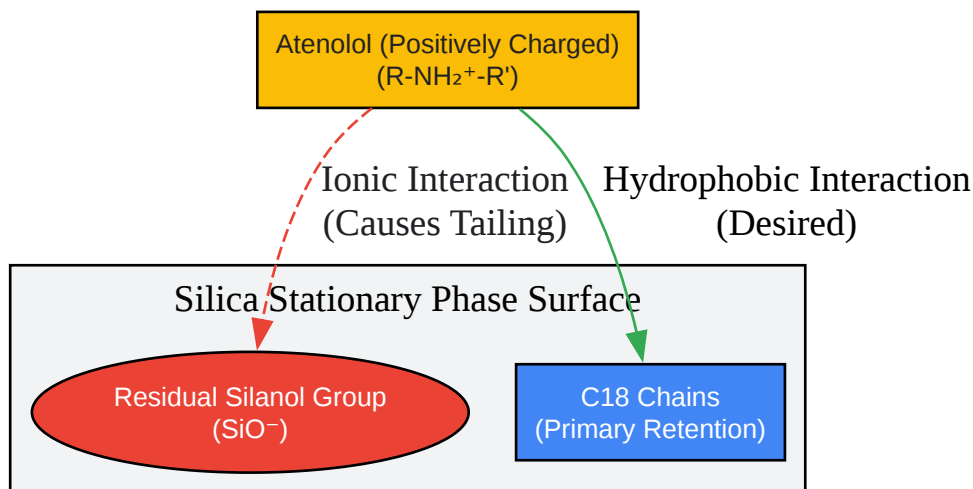 Atenolol (Positively Charged)
(R-NH₂⁺-R')
Ionic Interaction
(Causes Tailing)
Hydrophobic Interaction
(Desired)
Silica Stationary Phase Surface
Residual Silanol Group
(SiO⁻)
C18 Chains
(Primary Retention)